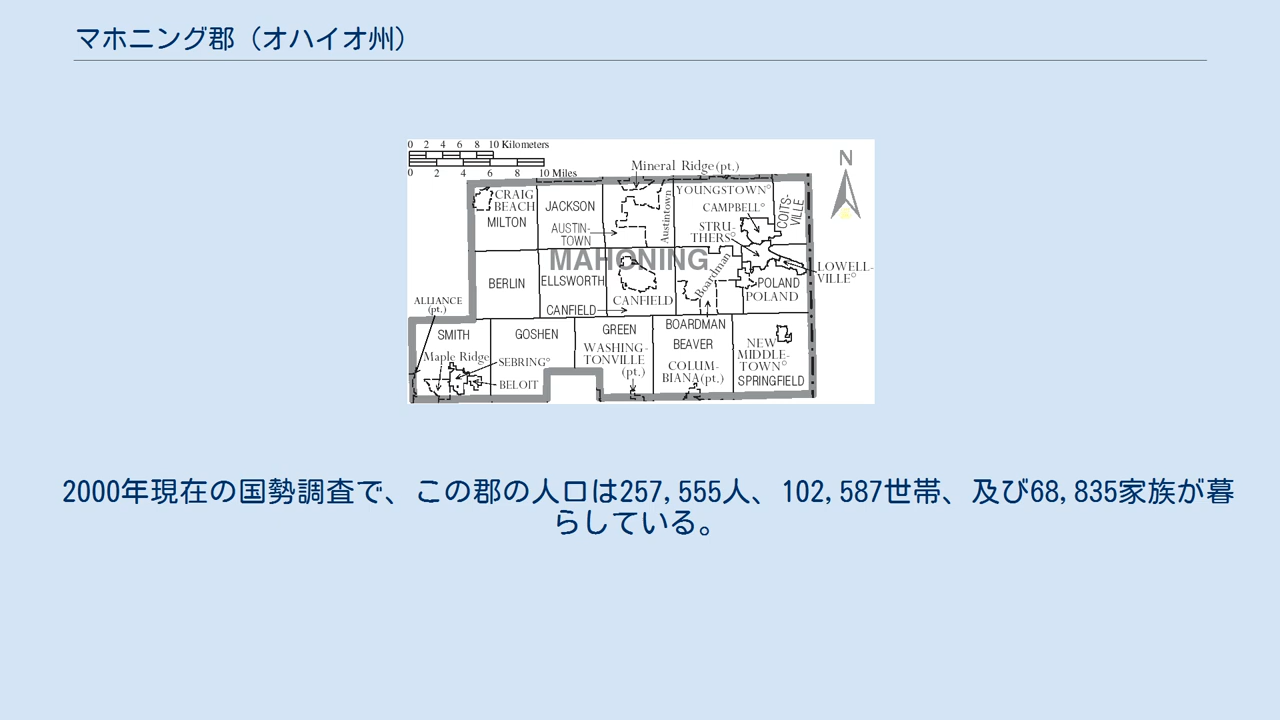 マホニング郡（オハイオ州）
0 2 4 6 8 10 Kilometers
0 2 4 6 8 10 Miles
N
Mineral Ridge(pt.)
CRAIG
BEACH
MILTON
JACKSON
AUSTIN-
TOWN
Austintown
YOUNGSTOWN°
CAMPBELL°
STRU-
THERS°
COITS-
VILLE
MAHONING
BERLIN
ELLSWORTH
CANFIELD
CANFIELD
Boardman
POLAND
POLAND
LOWELL-
VILLE°
ALLIANCE
(pt.)
SMITH
GOSHEN
GREEN
BOARDMAN
BEAVER
Maple Ridge
SEBRING°
BELOIT
WASHING-
TONVILLE
(pt.)
COLUM-
BIANA(pt.)
NEW
MIDDLE-
TOWN°
SPRINGFIELD
2000年現在の国勢調査で、この郡の人口は257,555人、102,587世帯、及び68,835家族が暮
らしている。